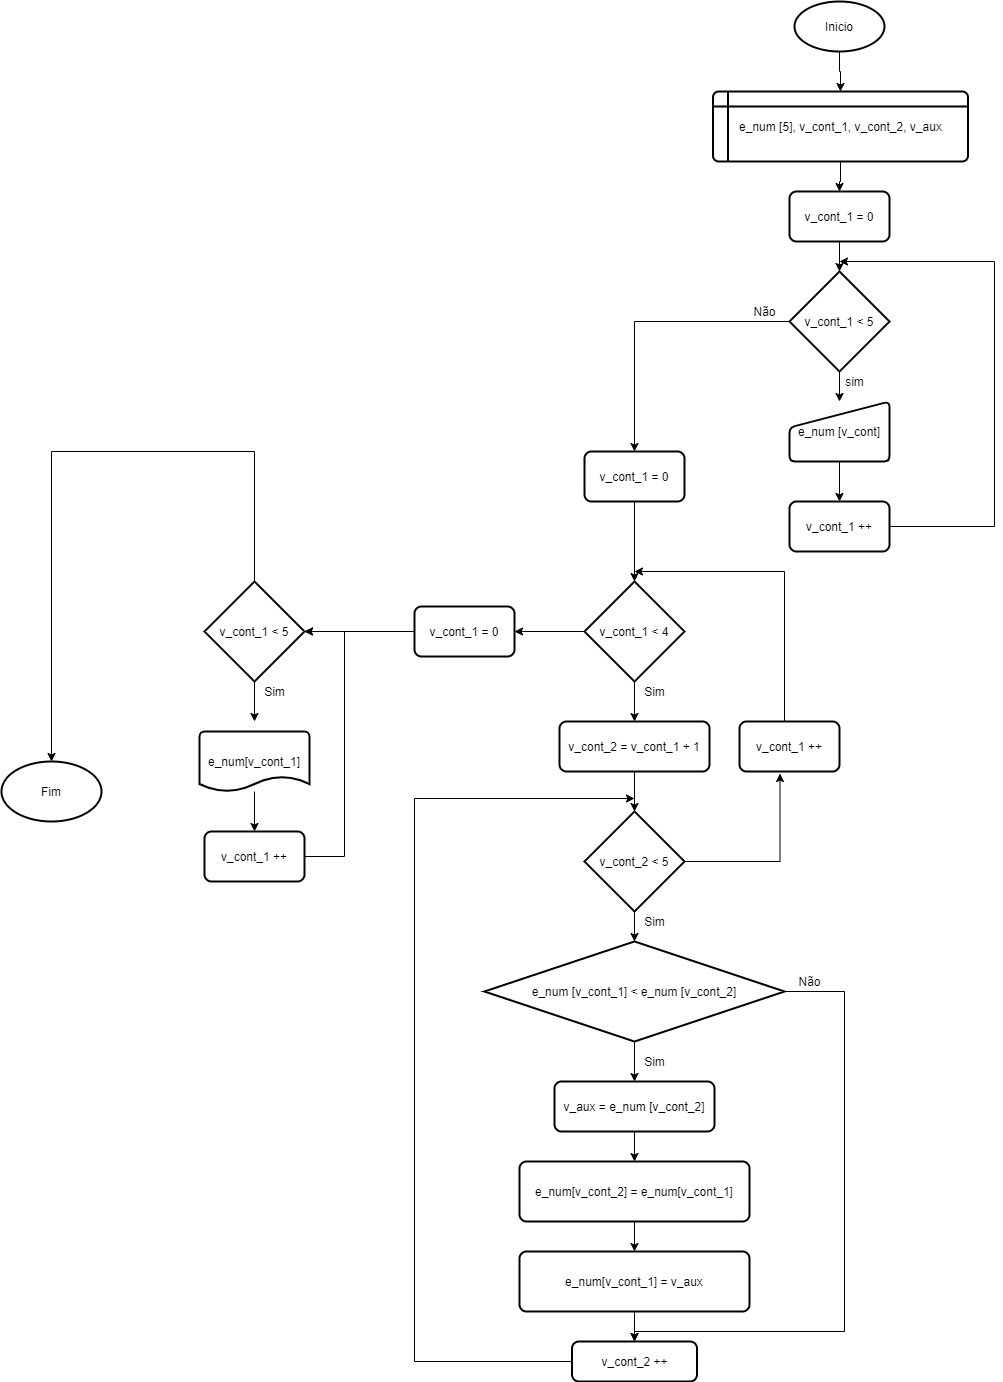 Inicio
e_num [5], v_cont_1, v_cont_2, v_aux
v_cont_1 = 0
v_cont_1 < 5
Não
sim
e_num [v_cont]
v_cont_1 ++
v_cont_1 = 0
v_cont_1 < 4
Sim
v_cont_2 = v_cont_1 + 1
v_cont_1 ++
v_cont_2 < 5
Sim
e_num [v_cont_1] < e_num [v_cont_2]
Não
Sim
v_aux = e_num [v_cont_2]
e_num[v_cont_2] = e_num[v_cont_1]
e_num[v_cont_1] = v_aux
v_cont_2 ++
v_cont_1 = 0
v_cont_1 < 5
Sim
e_num[v_cont_1]
v_cont_1 ++
Fim